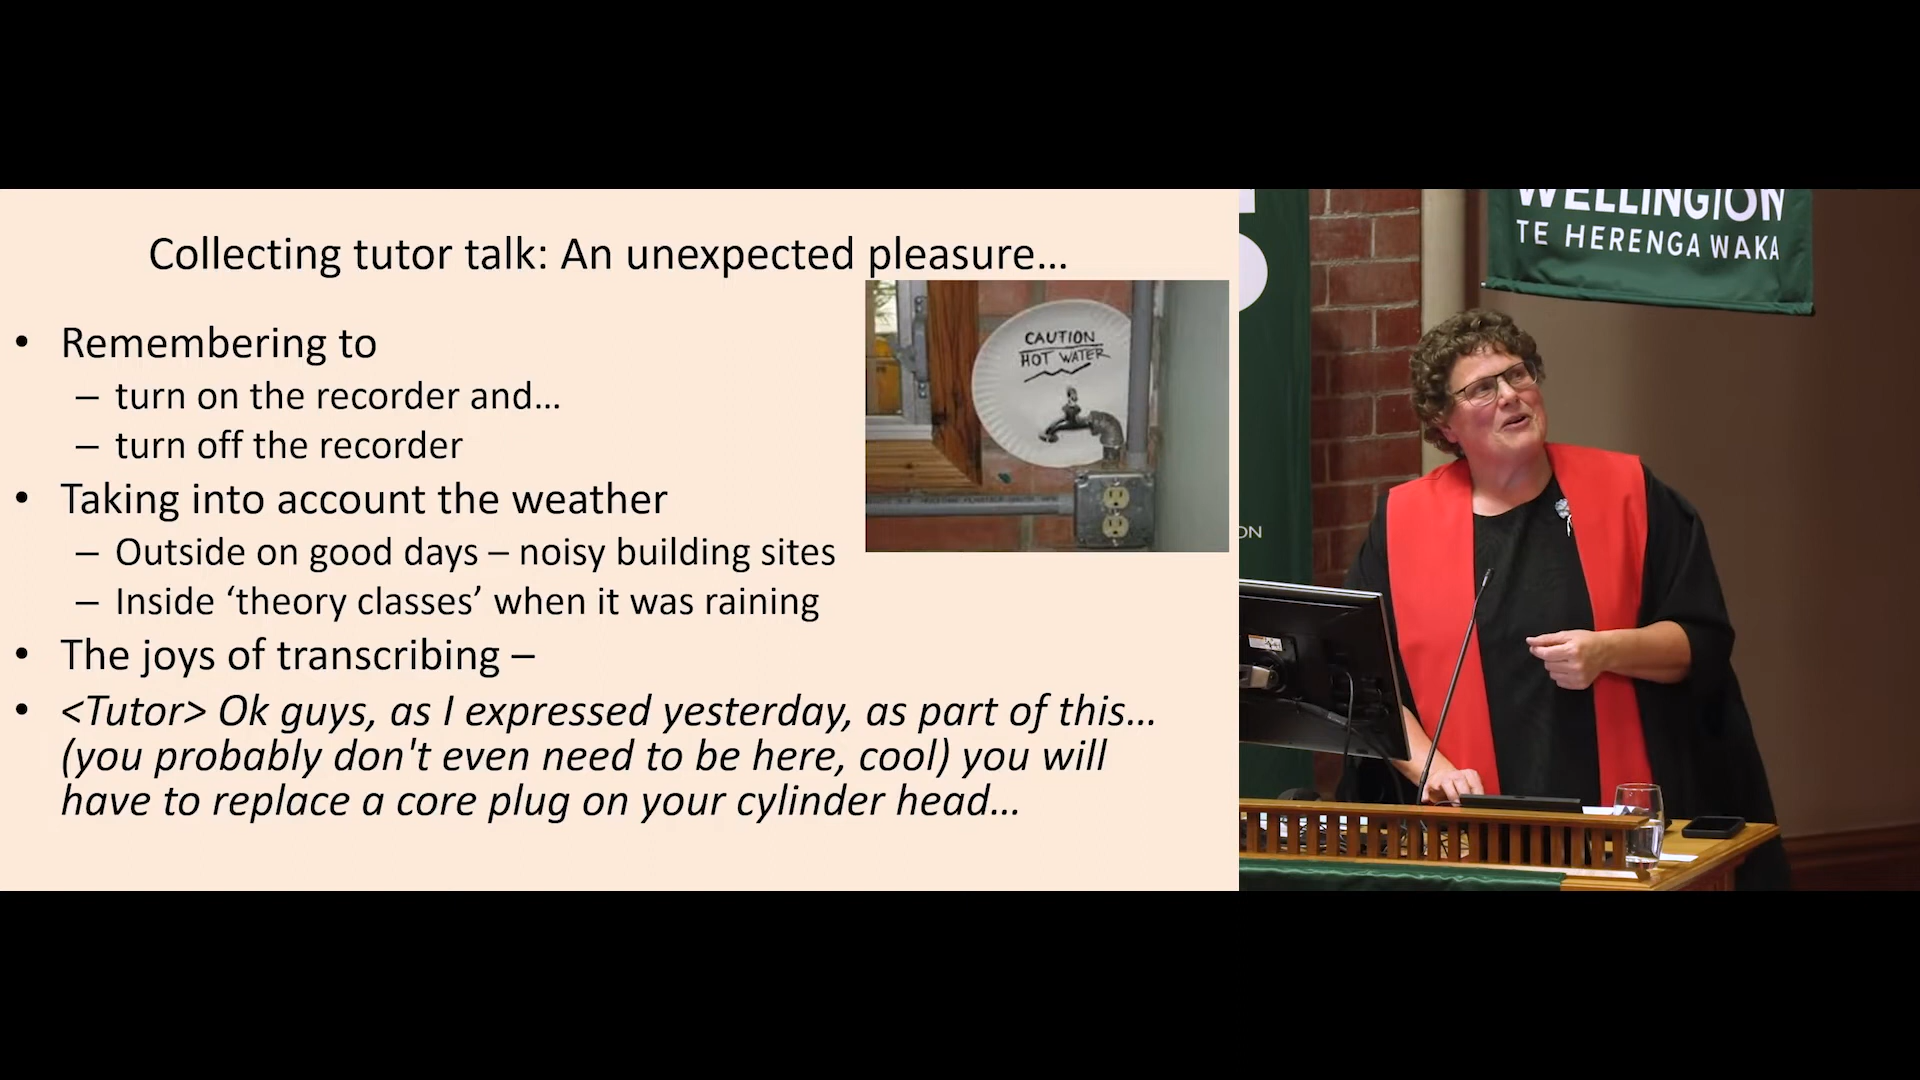 Collecting tutor talk: An unexpected pleasure…
• Remembering to
– turn on the recorder and…
– turn off the recorder
• Taking into account the weather
– Outside on good days – noisy building sites
– Inside ‘theory classes’ when it was raining
• The joys of transcribing –
• <Tutor> Ok guys, as I expressed yesterday, as part of this…
(you probably don't even need to be here, cool) you will
have to replace a core plug on your cylinder head…
CAUTION
HOT WATER
WELLINGTON
TE HERENGA WAKA
ON